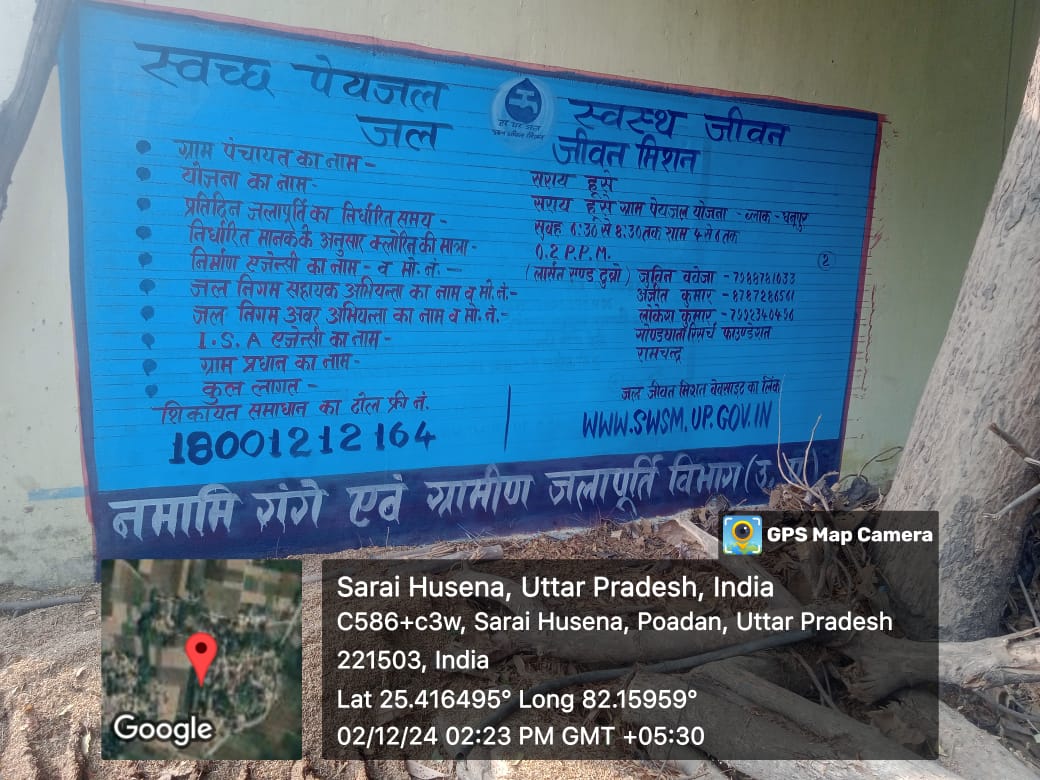 स्वच्छ पेयजल स्वस्थ जीवन
जल जीवन मिशन
हर घर जल
ग्राम पंचायत का नाम - सराय हूसे
योजना का नाम - सराय हूसे ग्राम पेयजल योजना - ब्लाक - धनूपुर
प्रतिदिन जलापूर्ति का निर्धारित समय - सुबह 6:30 से 8:30 तक शाम 4 से 6 तक
निर्धारित मानक के अनुसार क्लोरिन की मात्रा - 0.2 P.P.M.
2
निर्माण एजेन्सी का नाम - व मो. नं. - (लार्सन एण्ड टुब्रो)
जल निगम सहायक अभियन्ता का नाम व मो. नं. - अजीत कुमार -
जल निगम अवर अभियन्ता का नाम व मो. नं. - लोकेश कुमार -
I.S.A एजेन्सी का नाम - फाउण्डेशन
ग्राम प्रधान का नाम - रामचन्द्र
कुल लागत -
शिकायत समाधान का टोल फ्री नं.
18001212164
जल जीवन मिशन वेबसाइट का लिंक
WWW.SWSM.UP.GOV.IN
नमामि गंगे एवं ग्रामीण जलापूर्ति विभाग (उ. प्र.)
GPS Map Camera
Google
Sarai Husena, Uttar Pradesh, India
C586+c3w, Sarai Husena, Poadan, Uttar Pradesh
221503, India
Lat 25.416495° Long 82.15959°
02/12/24 02:23 PM GMT +05:30